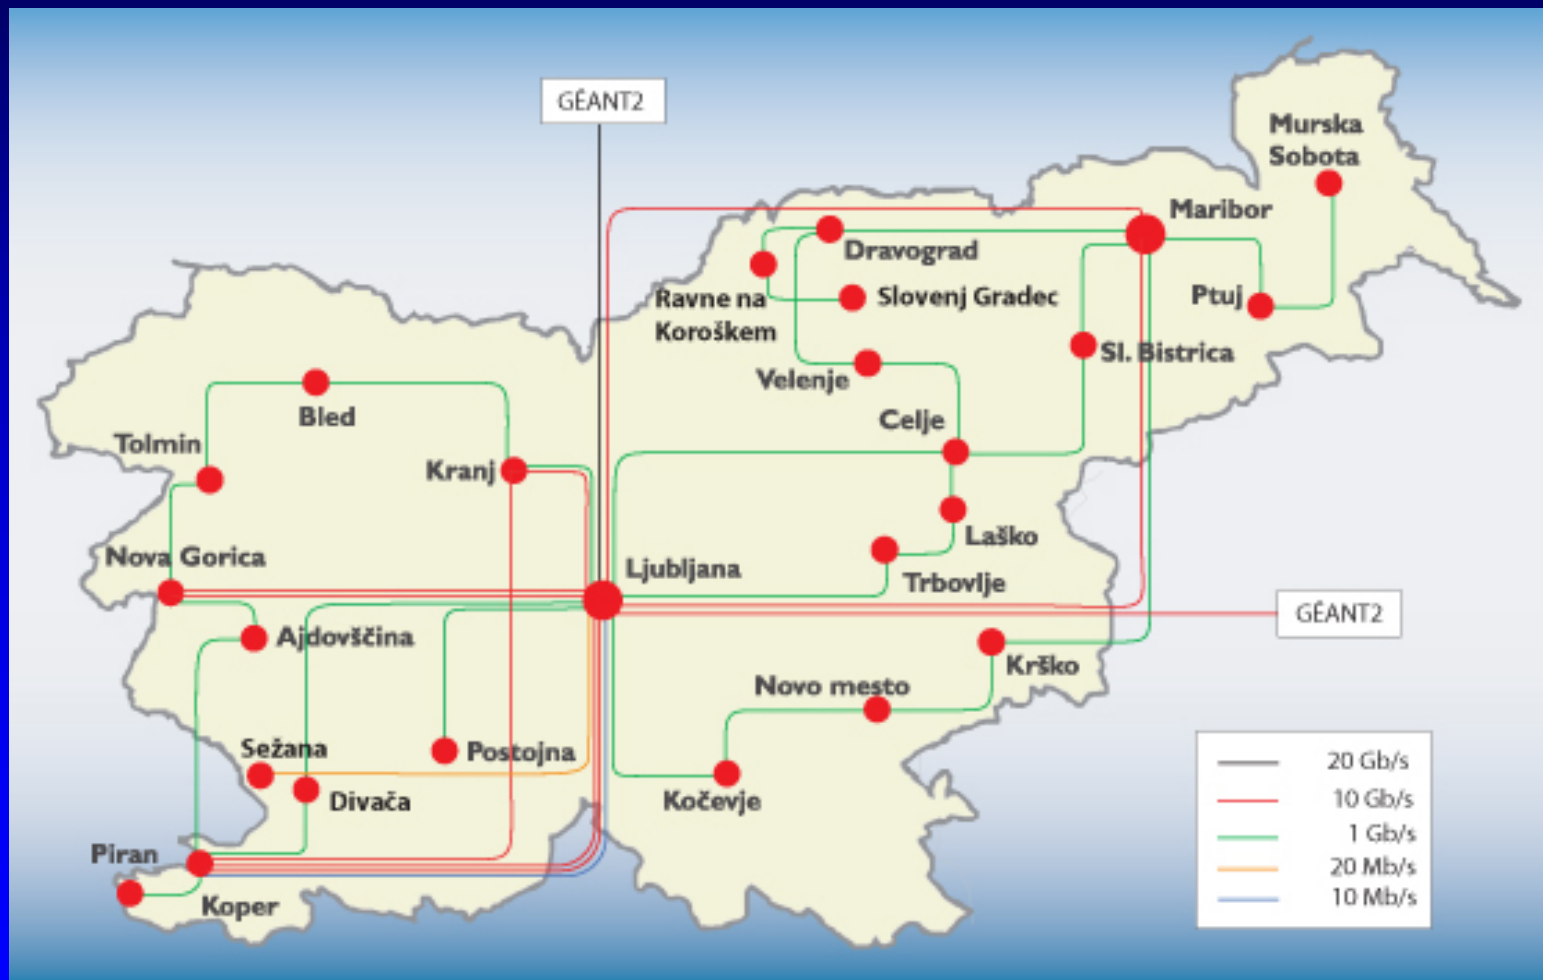 GÉANT2
Murska
Sobota
Maribor
Dravograd
Ravne na
Koroškem
Slovenj Gradec
Ptuj
Sl. Bistrica
Velenje
Celje
Bled
Tolmin
Kranj
Laško
Nova Gorica
Ljubljana
Trbovlje
GÉANT2
Ajdovščina
Krško
Novo mesto
Sežana
Postojna
Divača
Kočevje
Piran
Koper
20 Gb/s
10 Gb/s
1 Gb/s
20 Mb/s
10 Mb/s